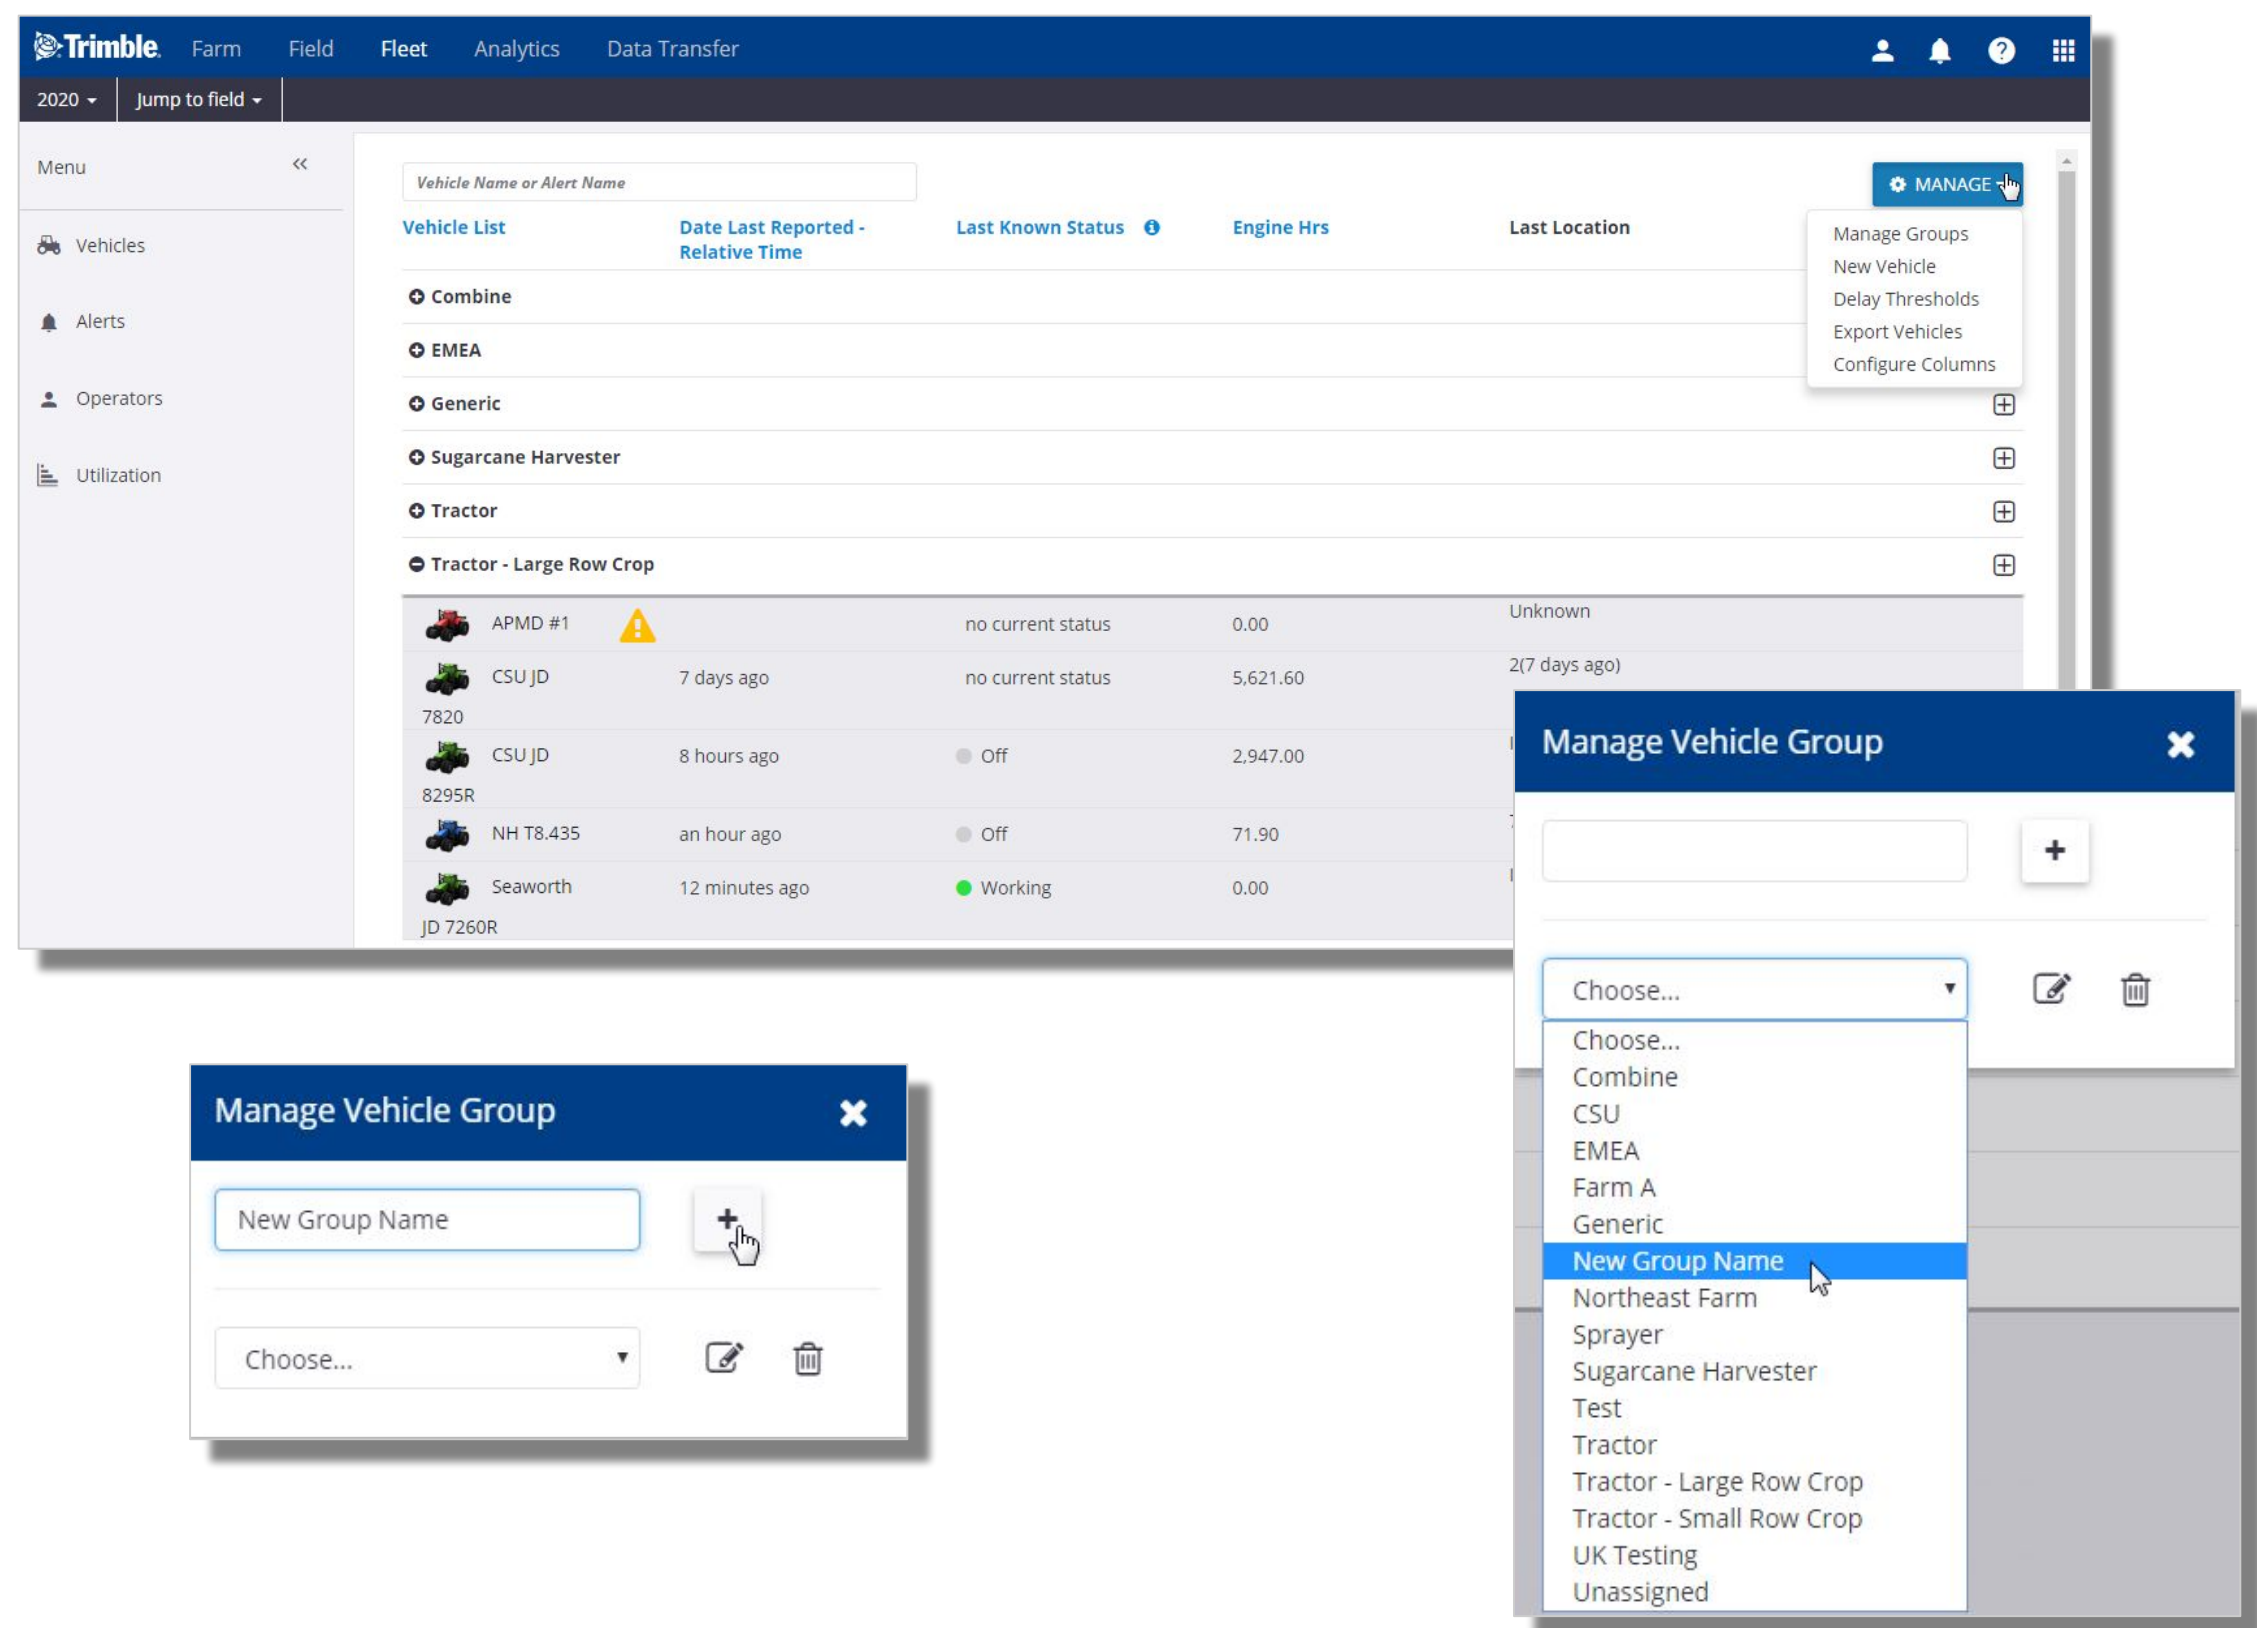 Trimble Farm Field Fleet Analytics Data Transfer
2020 Jump to field
Menu
Vehicles
Alerts
Operators
Utilization
Vehicle Name or Alert Name
MANAGE
Manage Groups
New Vehicle
Delay Thresholds
Export Vehicles
Configure Columns
Vehicle List Date Last Reported - Last Known Status Engine Hrs Last Location
Relative Time
Combine
EMEA
Generic
Sugarcane Harvester
Tractor
Tractor - Large Row Crop
APMD #1 no current status 0.00 Unknown
CSU JD 7 days ago no current status 5,621.60 2(7 days ago)
7820
CSU JD 8 hours ago Off 2,947.00
8295R
NH T8.435 an hour ago Off 71.90
Seaworth 12 minutes ago Working 0.00
JD 7260R
Manage Vehicle Group
New Group Name
Choose...
Manage Vehicle Group
Choose...
Choose...
Combine
CSU
EMEA
Farm A
Generic
New Group Name
Northeast Farm
Sprayer
Sugarcane Harvester
Test
Tractor
Tractor - Large Row Crop
Tractor - Small Row Crop
UK Testing
Unassigned